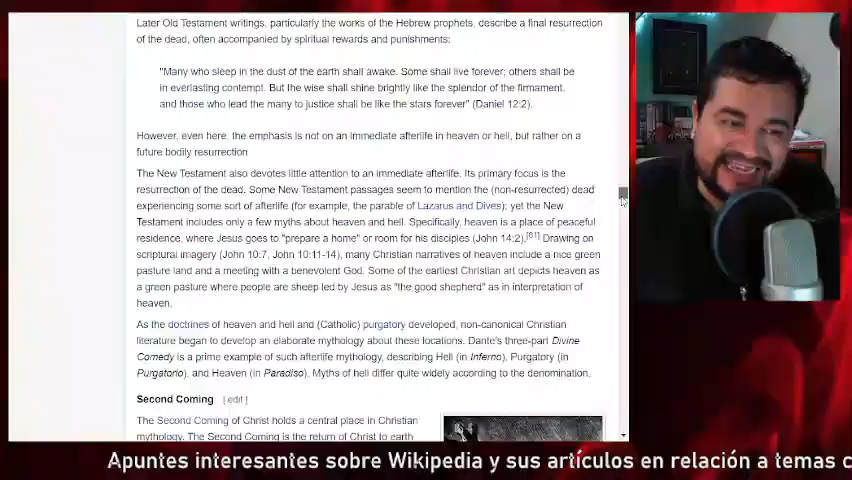 Later Old Testament writings, particularly the works of the Hebrew prophets, describe a final resurrection
of the dead, often accompanied by spiritual rewards and punishments:
"Many who sleep in the dust of the earth shall awake. Some shall live forever; others shall be
in everlasting contempt. But the wise shall shine brightly like the splendor of the firmament,
and those who lead the many to justice shall be like the stars forever" (Daniel 12:2).
However, even here, the emphasis is not on an immediate afterlife in heaven or hell, but rather on a
future bodily resurrection
The New Testament also devotes little attention to an immediate afterlife. Its primary focus is the
resurrection of the dead. Some New Testament passages seem to mention the (non-resurrected) dead
experiencing some sort of afterlife (for example, the parable of Lazarus and Dives); yet the New
Testament includes only a few myths about heaven and hell. Specifically, heaven is a place of peaceful
residence, where Jesus goes to "prepare a home" or room for his disciples (John 14:2).[81] Drawing on
scriptural imagery (John 10:7, John 10:11-14), many Christian narratives of heaven include a nice green
pasture land and a meeting with a benevolent God. Some of the earliest Christian art depicts heaven as
a green pasture where people are sheep led by Jesus as "the good shepherd" as in interpretation of
heaven.
As the doctrines of heaven and hell and (Catholic) purgatory developed, non-canonical Christian
literature began to develop an elaborate mythology about these locations. Dante's three-part Divine
Comedy is a prime example of such afterlife mythology, describing Hell (in Inferno), Purgatory (in
Purgatorio), and Heaven (in Paradiso). Myths of hell differ quite widely according to the denomination.
Second Coming [ edit ]
The Second Coming of Christ holds a central place in Christian
mythology. The Second Coming is the return of Christ to earth
Apuntes interesantes sobre Wikipedia y sus artículos en relación a temas c